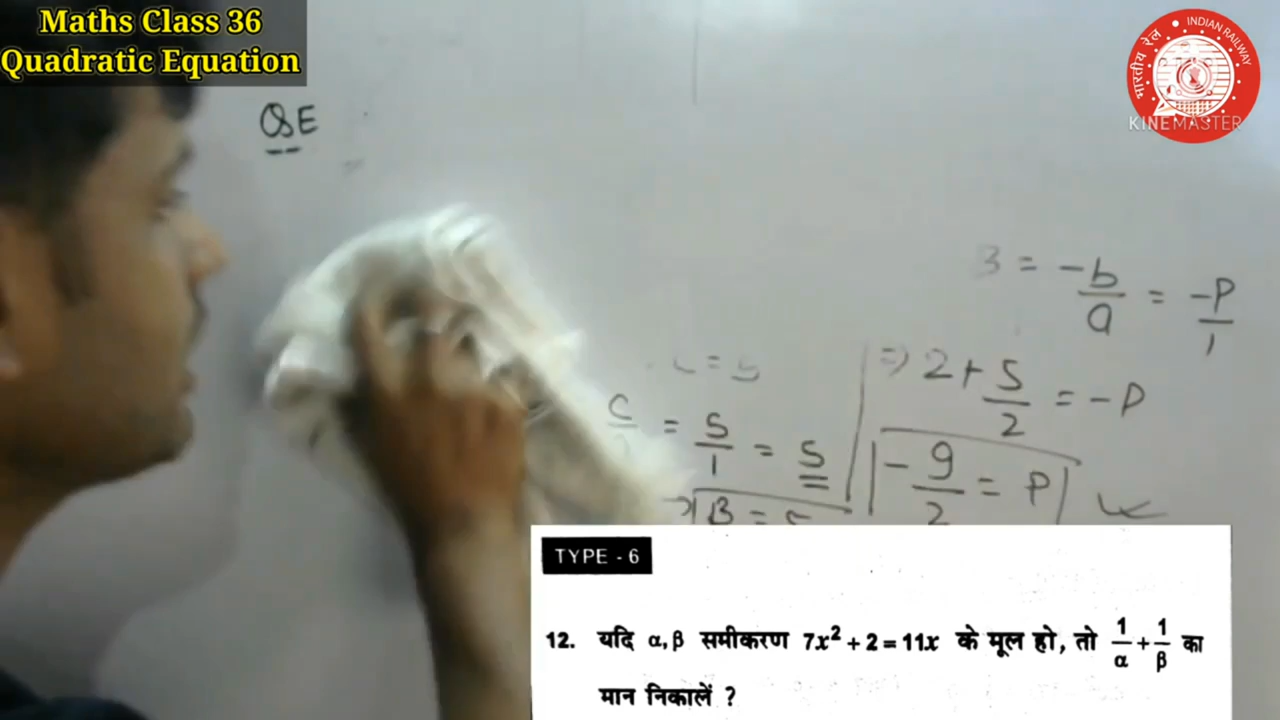 Maths Class 36
Quadratic Equation
QE
भारतीय रेल • INDIAN RAILWAY
KINEMASTER
= -b/a = -P/1
⇒ 2 + 5/2 = -P
c = 5
c = 5/1 = 5
-9/2 = P
TYPE - 6
12. यदि α, β समीकरण 7x² + 2 = 11x के मूल हो, तो 1/α + 1/β का
मान निकालें ?